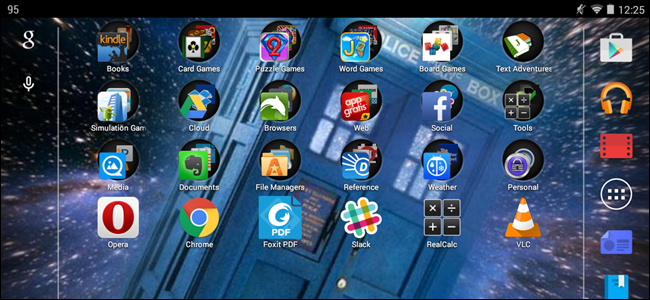 95
12:25
g
kindle
Books
Card Games
Puzzle Games
Word Games
Board Games
Text Adventures
POLICE BOX
Simulation Gam
Cloud
Browsers
app
gratis
Web
Social
Tools
Media
Documents
File Managers
Reference
Weather
Personal
PDF
Opera
Chrome
Foxit PDF
Slack
RealCalc
VLC